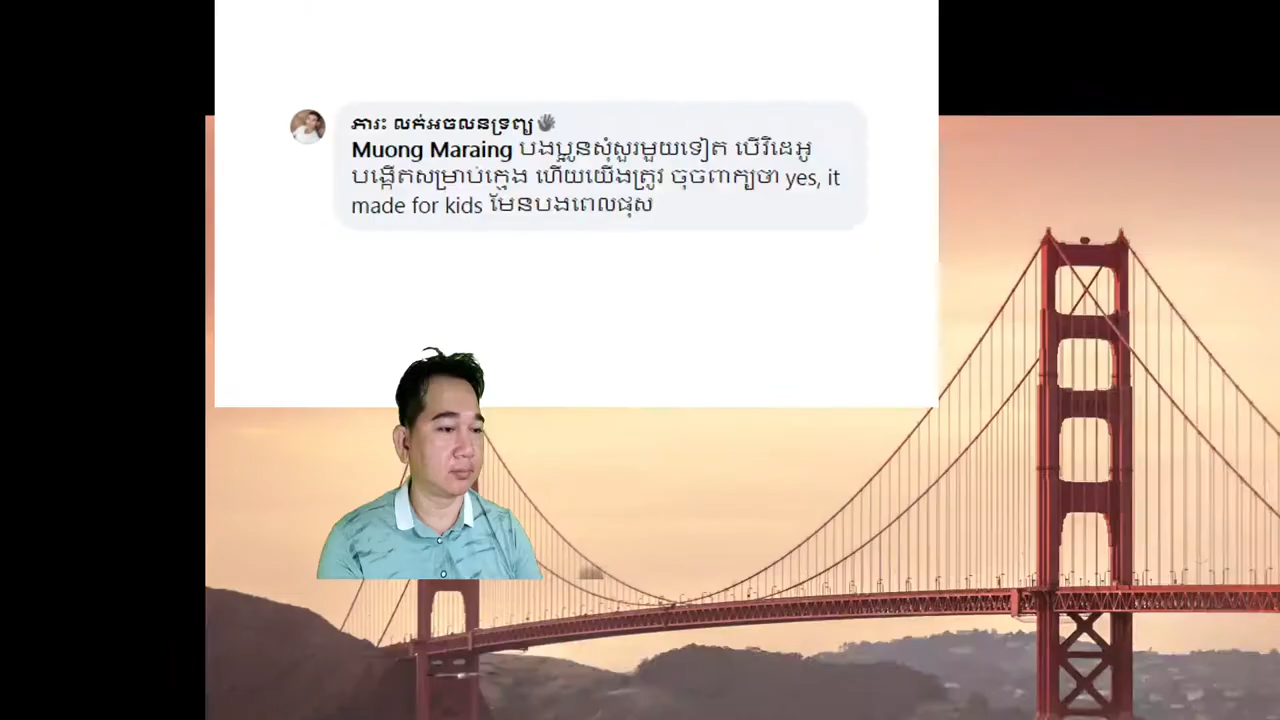 ភារះ លក់អចលនទ្រព្យ🖐
Muong Maraing បងប្អូនសុំសួរមួយទៀត បើវិដេអូ
បង្កើតសម្រាប់ក្មេង ហើយយើងត្រូវ ចុចពាក្យថា yes, it
made for kids មែនបងពេលផុស